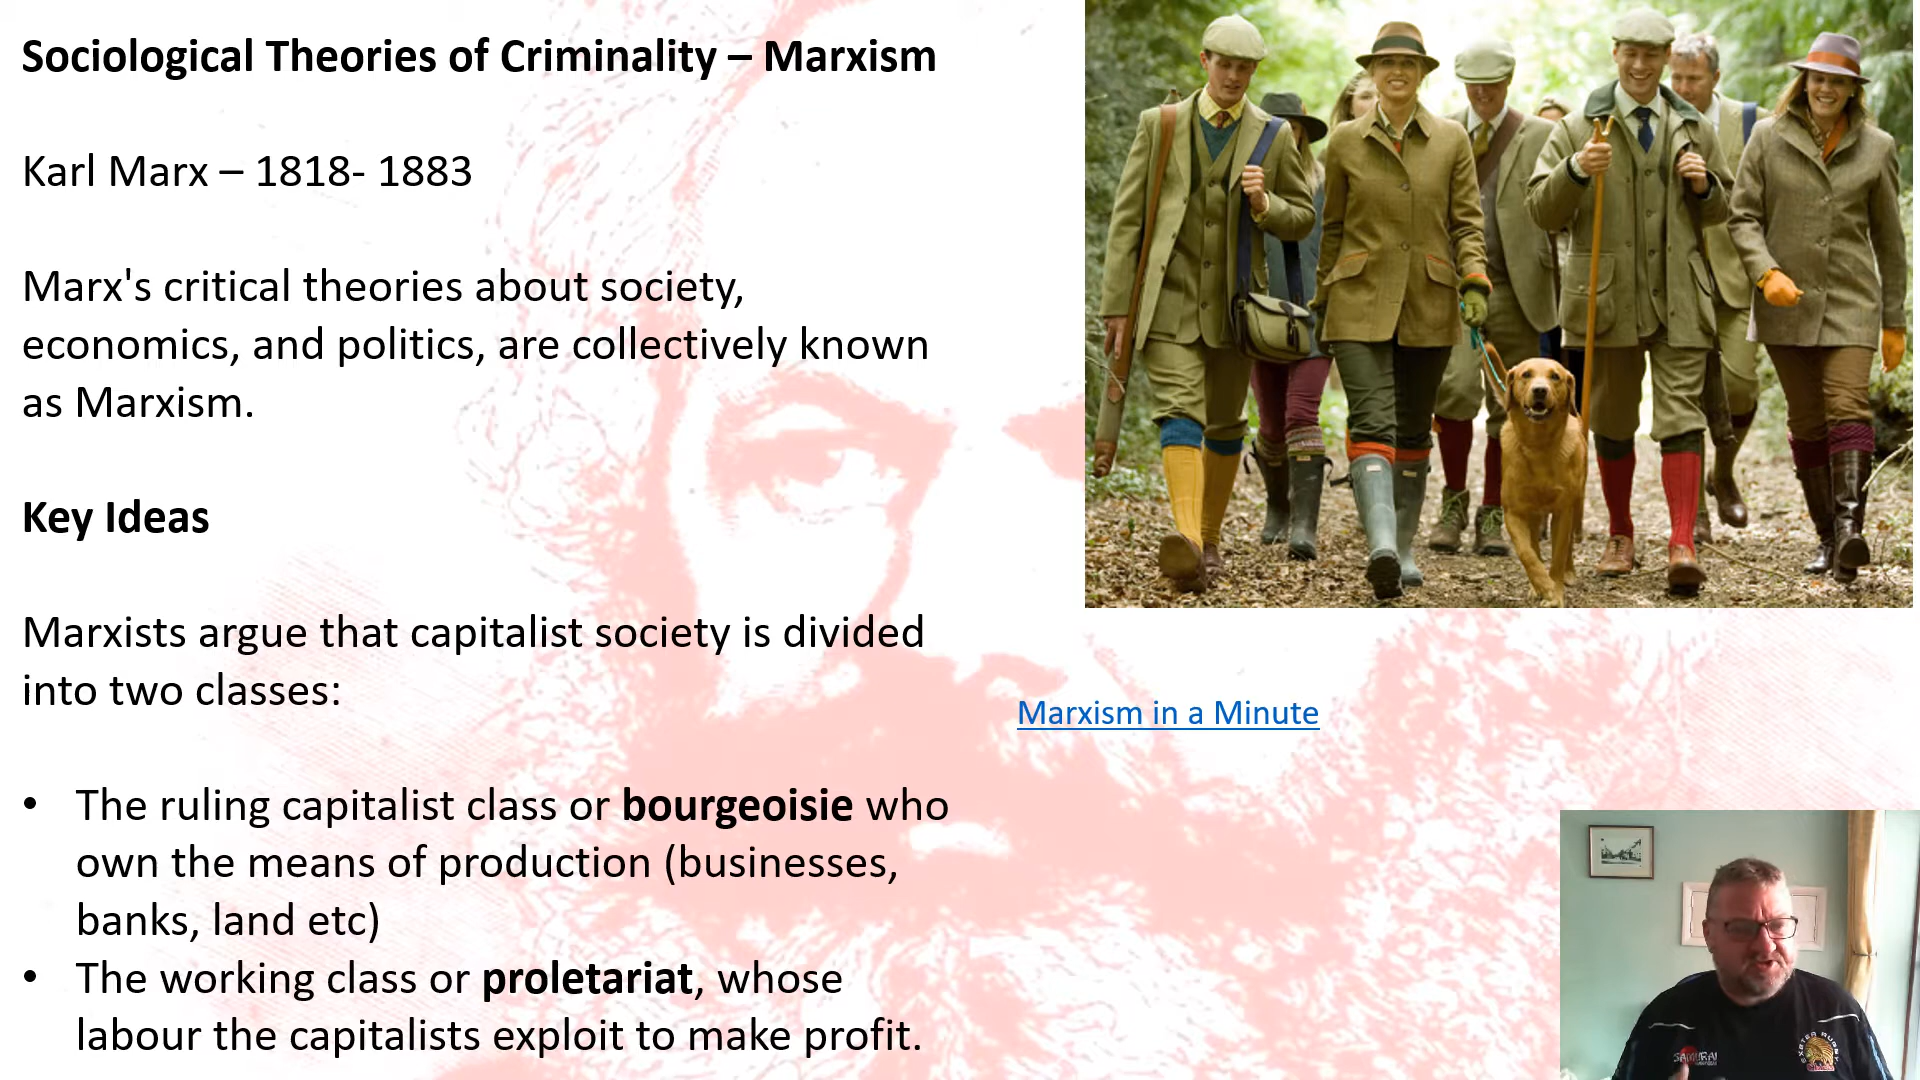 Sociological Theories of Criminality – Marxism
Karl Marx – 1818- 1883
Marx's critical theories about society,
economics, and politics, are collectively known
as Marxism.
Key Ideas
Marxists argue that capitalist society is divided
into two classes:
• The ruling capitalist class or bourgeoisie who
own the means of production (businesses,
banks, land etc)
• The working class or proletariat, whose
labour the capitalists exploit to make profit.
Marxism in a Minute
SAMURAI
EXETER RUGBY